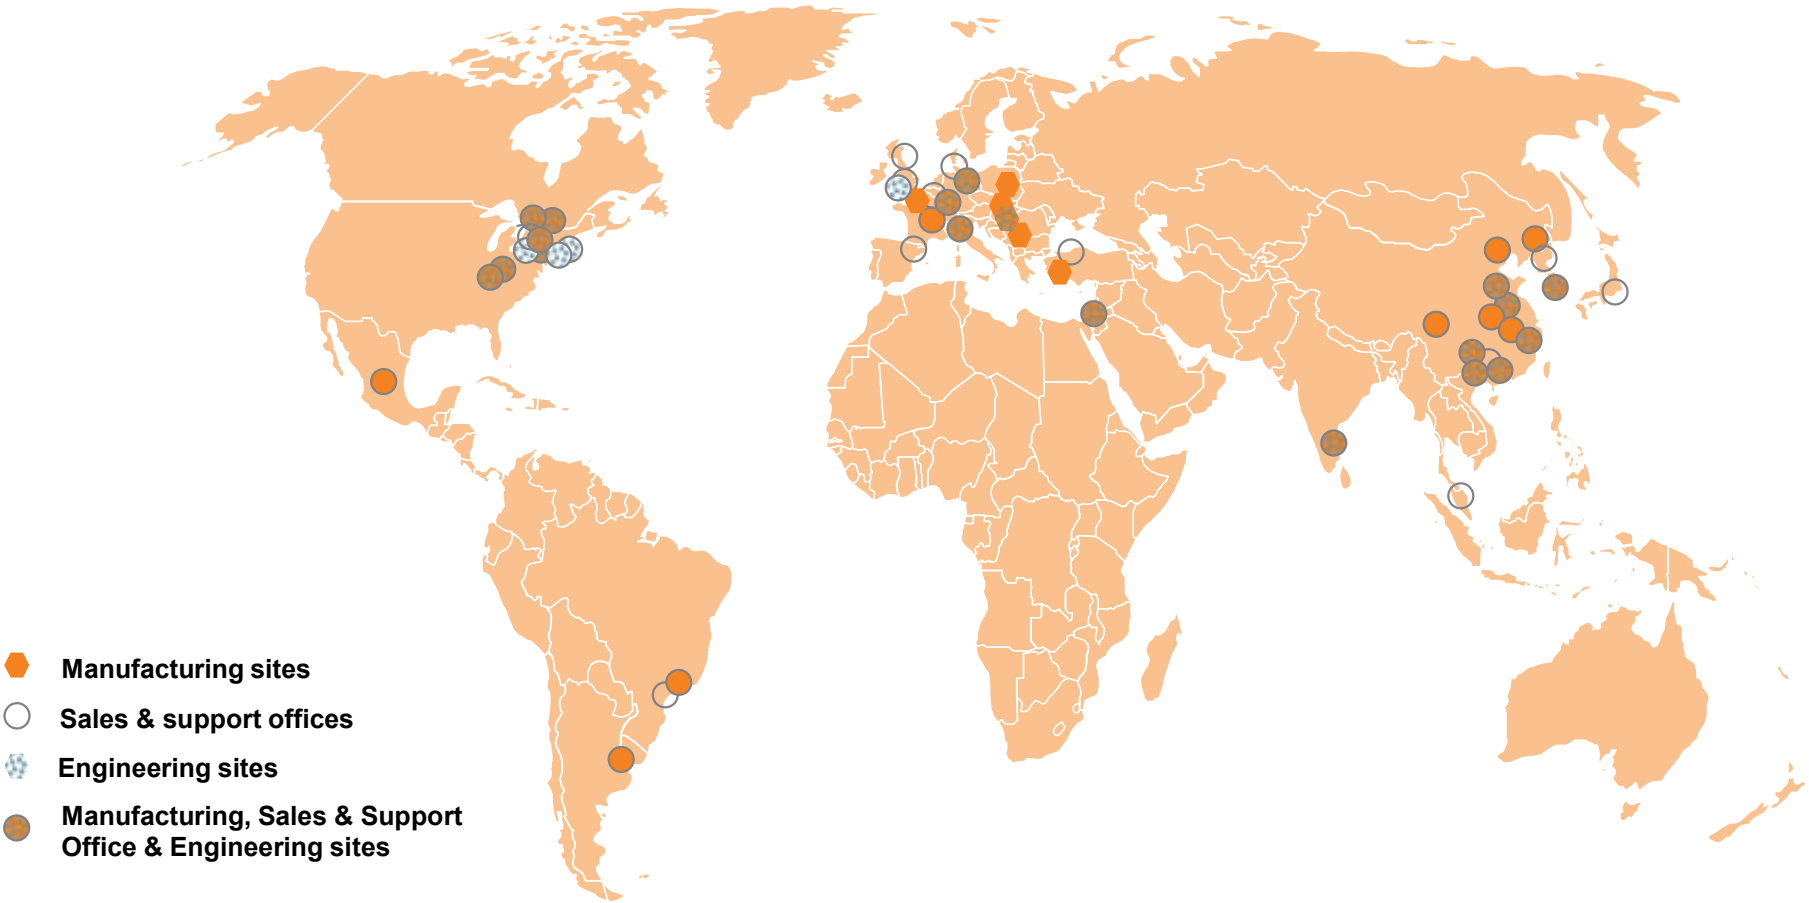 Manufacturing sites
Sales & support offices
Engineering sites
Manufacturing, Sales & Support
Office & Engineering sites